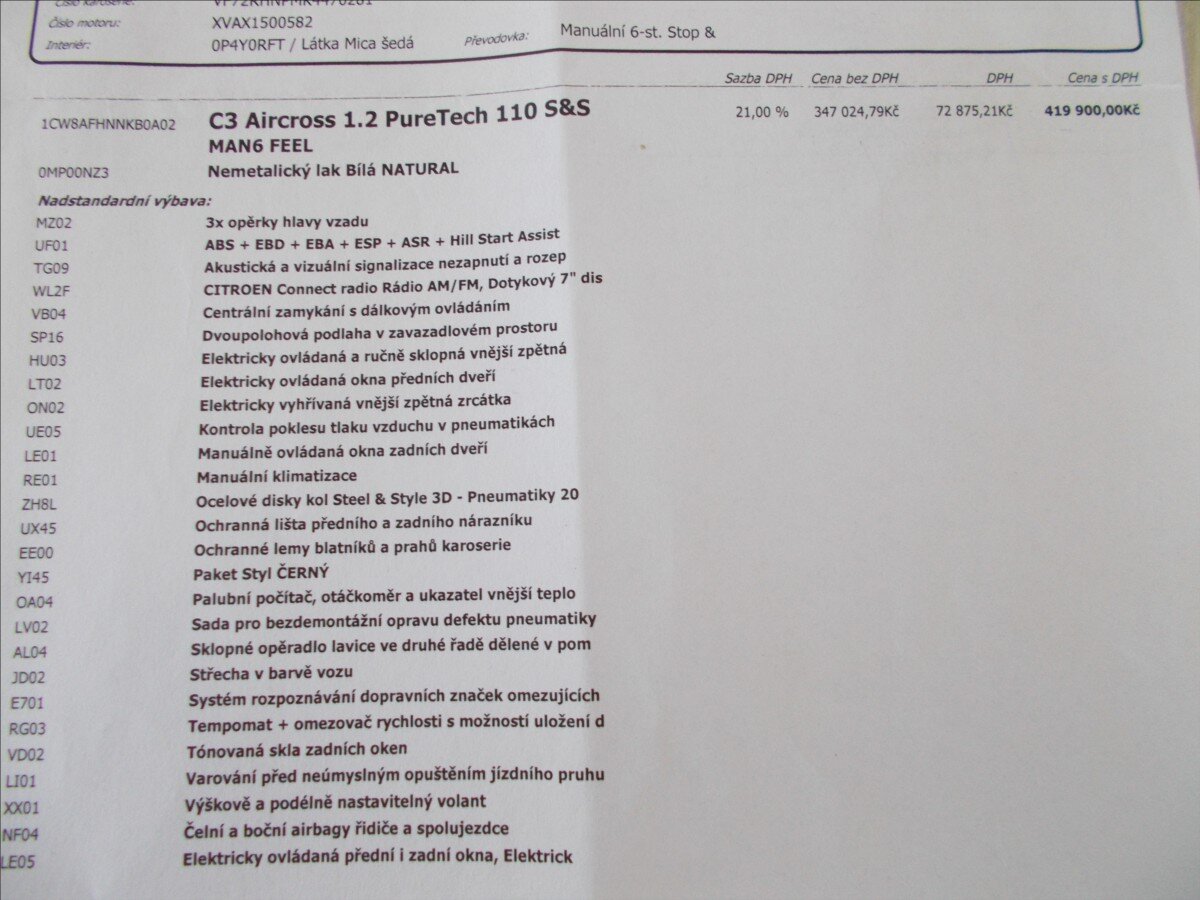 Číslo motoru: XVAX1500582
Interiér: 0P4Y0RFT / Látka Mica šedá Převodovka: Manuální 6-st. Stop &
Sazba DPH Cena bez DPH DPH Cena s DPH
1CW8AFHNNKB0A02 C3 Aircross 1.2 PureTech 110 S&S 21,00 % 347 024,79Kč 72 875,21Kč 419 900,00Kč
MAN6 FEEL
0MP00NZ3 Nemetalický lak Bílá NATURAL
Nadstandardní výbava:
MZ02 3x opěrky hlavy vzadu
UF01 ABS + EBD + EBA + ESP + ASR + Hill Start Assist
TG09 Akustická a vizuální signalizace nezapnutí a rozep
WL2F CITROEN Connect radio Rádio AM/FM, Dotykový 7" dis
VB04 Centrální zamykání s dálkovým ovládáním
SP16 Dvoupolohová podlaha v zavazadlovém prostoru
HU03 Elektricky ovládaná a ručně sklopná vnější zpětná
LT02 Elektricky ovládaná okna předních dveří
ON02 Elektricky vyhřívaná vnější zpětná zrcátka
UE05 Kontrola poklesu tlaku vzduchu v pneumatikách
LE01 Manuálně ovládaná okna zadních dveří
RE01 Manuální klimatizace
ZH8L Ocelové disky kol Steel & Style 3D - Pneumatiky 20
UX45 Ochranná lišta předního a zadního nárazníku
EE00 Ochranné lemy blatníků a prahů karoserie
YI45 Paket Styl ČERNÝ
OA04 Palubní počítač, otáčkoměr a ukazatel vnější teplo
LV02 Sada pro bezdemontážní opravu defektu pneumatiky
AL04 Sklopné opěradlo lavice ve druhé řadě dělené v pom
JD02 Střecha v barvě vozu
E701 Systém rozpoznávání dopravních značek omezujících
RG03 Tempomat + omezovač rychlosti s možností uložení d
VD02 Tónovaná skla zadních oken
LI01 Varování před neúmyslným opuštěním jízdního pruhu
XX01 Výškově a podélně nastavitelný volant
NF04 Čelní a boční airbagy řidiče a spolujezdce
LE05 Elektricky ovládaná přední i zadní okna, Elektrick